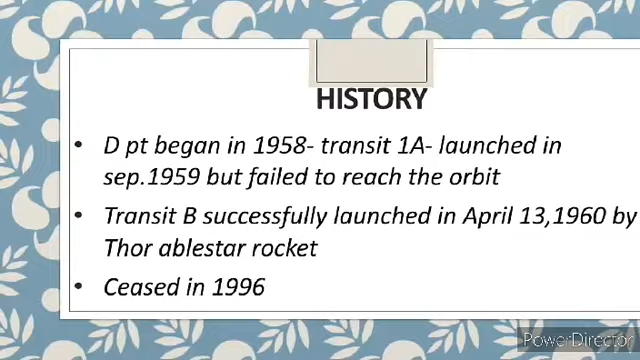 HISTORY
• D pt began in 1958- transit 1A- launched in
sep.1959 but failed to reach the orbit
• Transit B successfully launched in April 13,1960 by
Thor ablestar rocket
• Ceased in 1996
PowerDirector